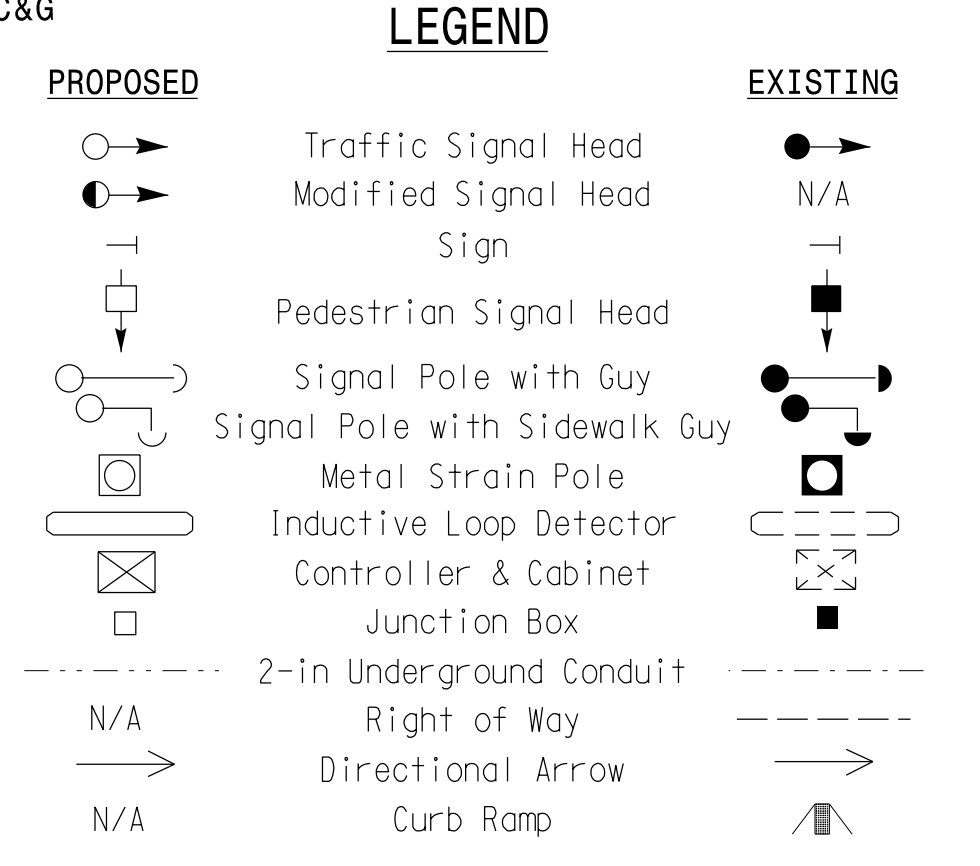 C&G
LEGEND
PROPOSED EXISTING
Traffic Signal Head
Modified Signal Head N/A
Sign
Pedestrian Signal Head
Signal Pole with Guy
Signal Pole with Sidewalk Guy
Metal Strain Pole
Inductive Loop Detector
Controller & Cabinet
Junction Box
2-in Underground Conduit
N/A Right of Way
Directional Arrow
N/A Curb Ramp